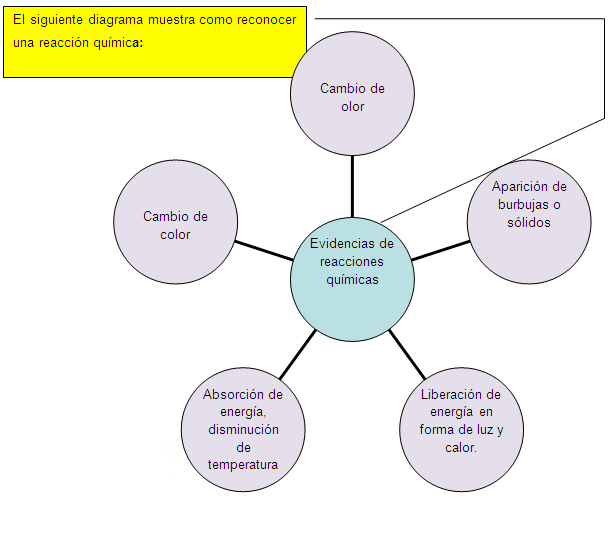 El siguiente diagrama muestra como reconocer
una reacción química:
Cambio de
olor
Aparición de
burbujas o
sólidos
Cambio de
color
Evidencias de
reacciones
químicas
Absorción de
energía,
disminución
de
temperatura
Liberación de
energía en
forma de luz y
calor.